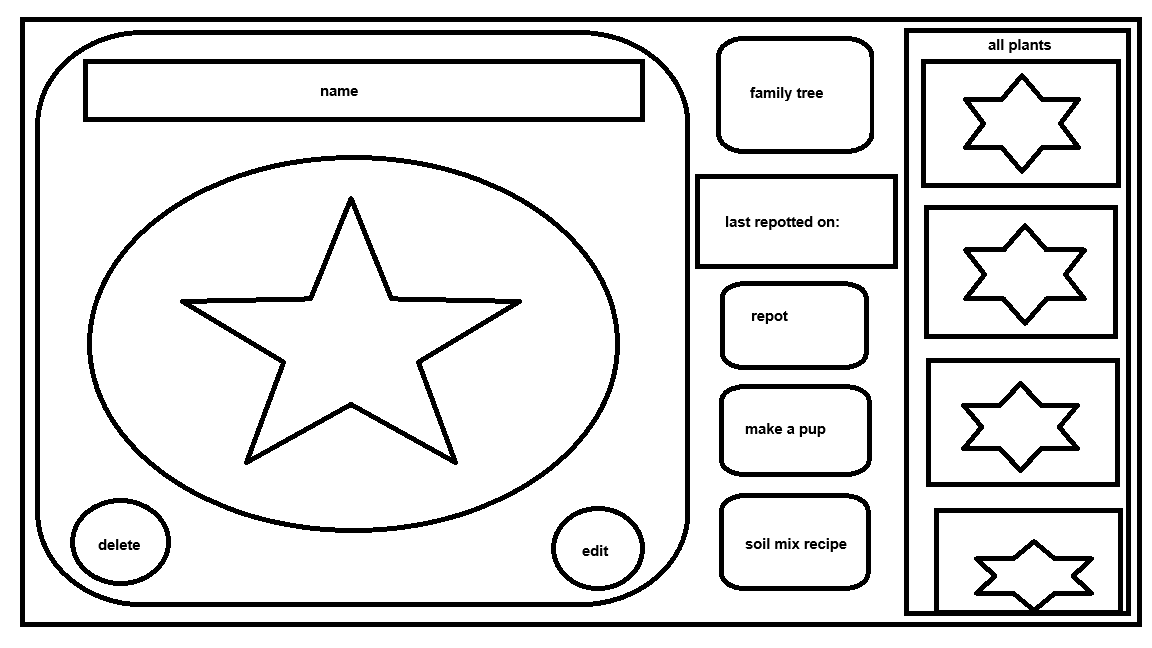 name
delete
edit
family tree
last repotted on:
repot
make a pup
soil mix recipe
all plants